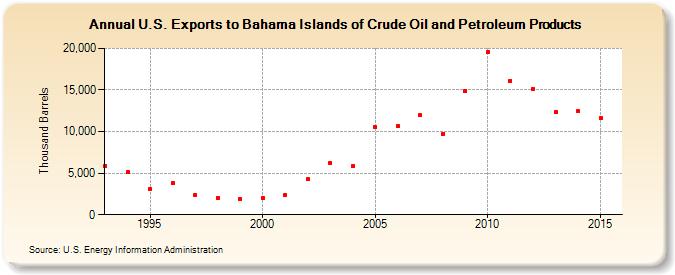 Annual U.S. Exports to Bahama Islands of Crude Oil and Petroleum Products
Thousand Barrels
20,000
15,000
10,000
5,000
0
1995 2000 2005 2010 2015
Source: U.S. Energy Information Administration